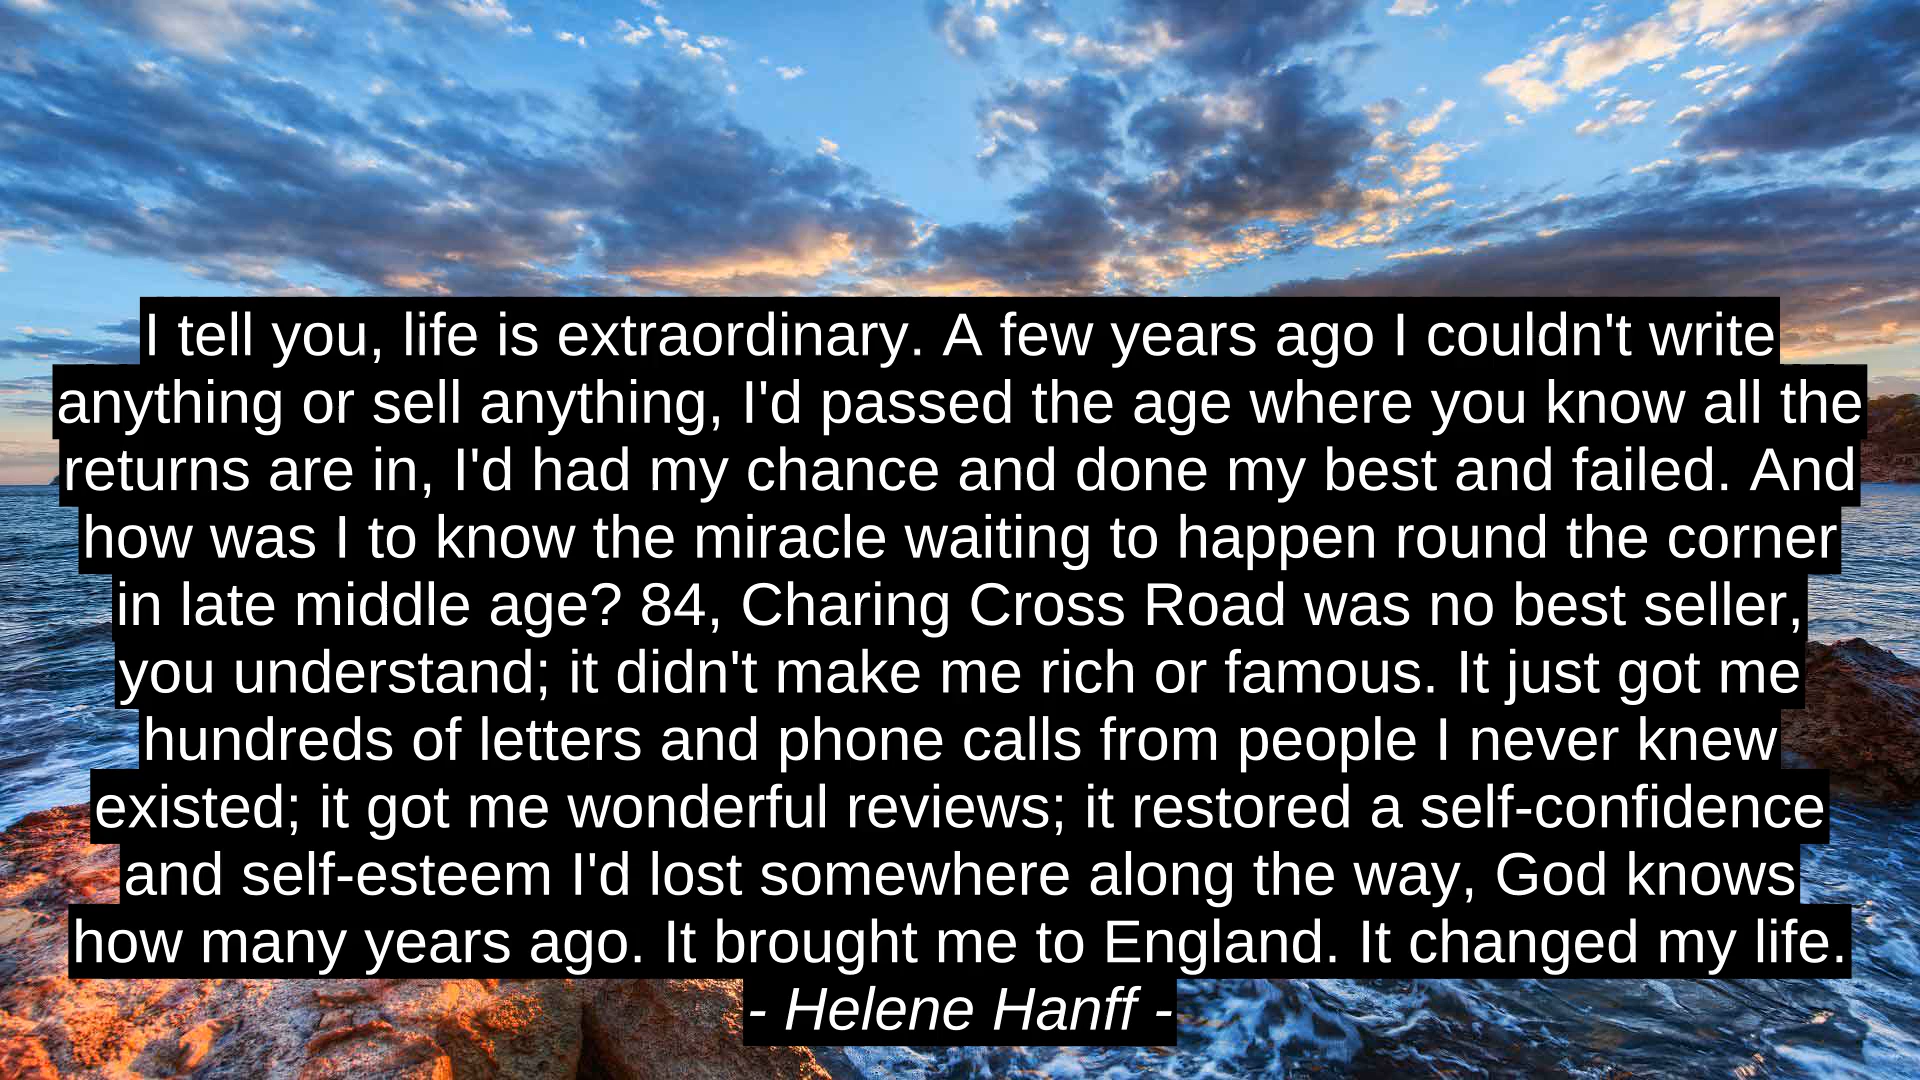 I tell you, life is extraordinary. A few years ago I couldn't write
anything or sell anything, I'd passed the age where you know all the
returns are in, I'd had my chance and done my best and failed. And
how was I to know the miracle waiting to happen round the corner
in late middle age? 84, Charing Cross Road was no best seller,
you understand; it didn't make me rich or famous. It just got me
hundreds of letters and phone calls from people I never knew
existed; it got me wonderful reviews; it restored a self-confidence
and self-esteem I'd lost somewhere along the way, God knows
how many years ago. It brought me to England. It changed my life.
- Helene Hanff -